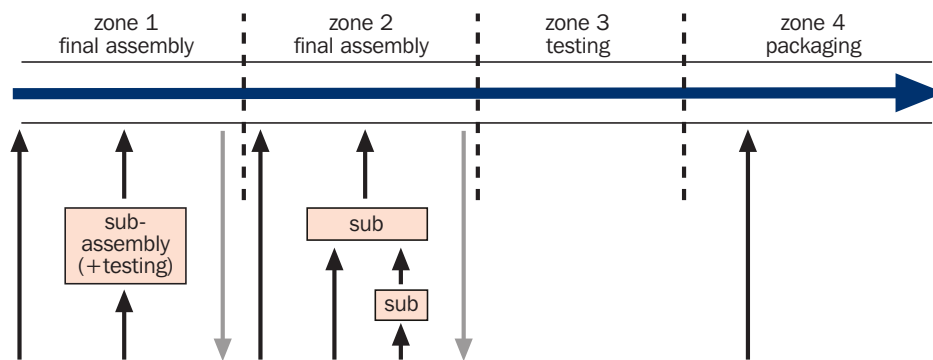 zone 1
final assembly
zone 2
final assembly
zone 3
testing
zone 4
packaging
sub-
assembly
(+testing)
sub
sub